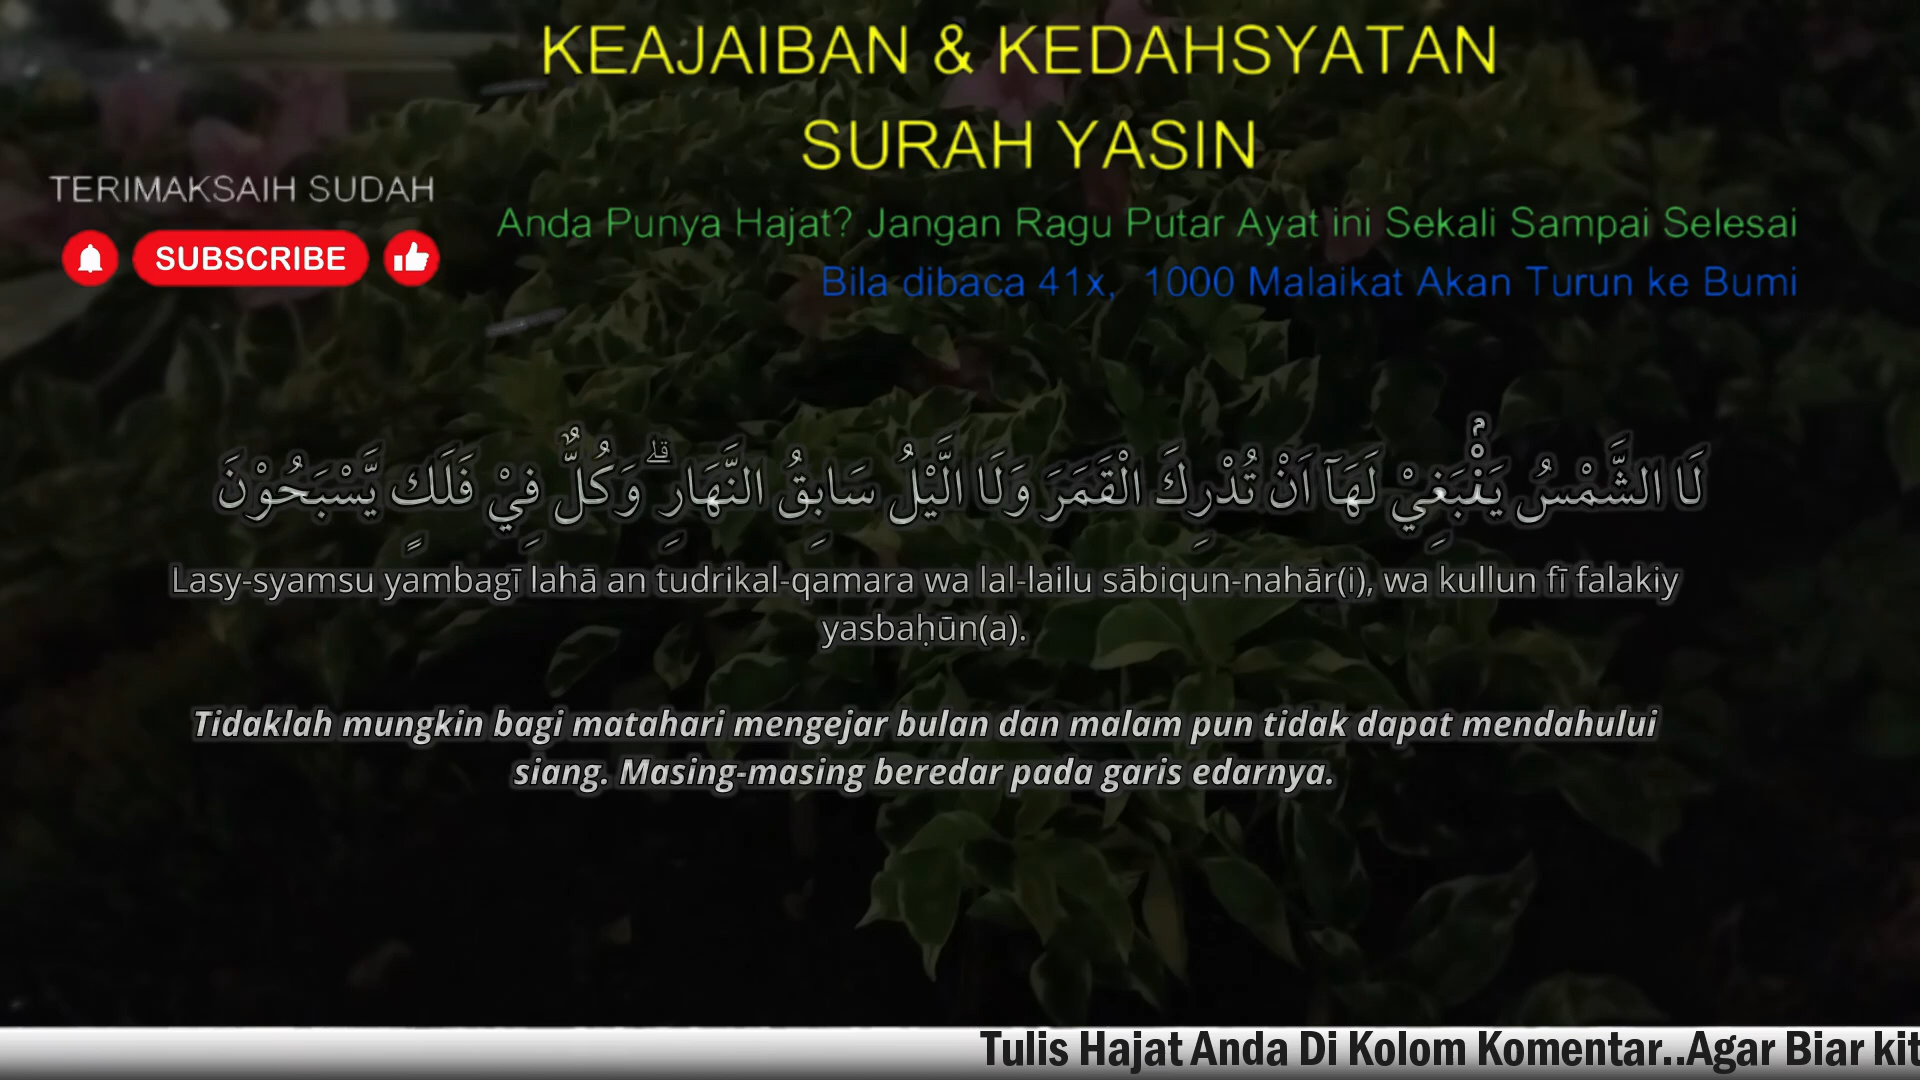 KEAJAIBAN & KEDAHSYATAN
SURAH YASIN
TERIMAKSAIH SUDAH
SUBSCRIBE
Anda Punya Hajat? Jangan Ragu Putar Ayat ini Sekali Sampai Selesai
Bila dibaca 41x, 1000 Malaikat Akan Turun ke Bumi
لَا الشَّمْسُ يَنْۢبَغِيْ لَهَآ اَنْ تُدْرِكَ الْقَمَرَ وَلَا الَّيْلُ سَابِقُ النَّهَارِ ۗوَكُلٌّ فِيْ فَلَكٍ يَّسْبَحُوْنَ
Lasy-syamsu yambagī lahā an tudrikal-qamara wa lal-lailu sābiqun-nahār(i), wa kullun fī falakiy
yasbaḥūn(a).
Tidaklah mungkin bagi matahari mengejar bulan dan malam pun tidak dapat mendahului
siang. Masing-masing beredar pada garis edarnya.
Tulis Hajat Anda Di Kolom Komentar..Agar Biar kit